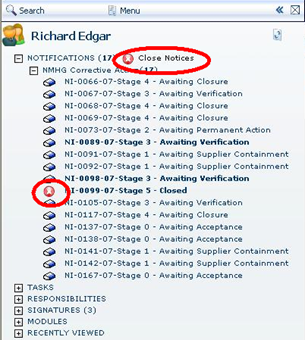 Search Menu
Richard Edgar
NOTIFICATIONS (17) Close Notices
NMHG Corrective (17)
NI-0066-07-Stage 4 - Awaiting Closure
NI-0067-07-Stage 3 - Awaiting Verification
NI-0068-07-Stage 4 - Awaiting Closure
NI-0069-07-Stage 4 - Awaiting Closure
NI-0073-07-Stage 2 - Awaiting Permanent Action
NI-0089-07-Stage 3 - Awaiting Verification
NI-0091-07-Stage 1 - Awaiting Supplier Containment
NI-0092-07-Stage 1 - Awaiting Supplier Containment
NI-0098-07-Stage 3 - Awaiting Verification
NI-0099-07-Stage 5 - Closed
NI-0105-07-Stage 3 - Awaiting Verification
NI-0117-07-Stage 4 - Awaiting Closure
NI-0137-07-Stage 0 - Awaiting Acceptance
NI-0138-07-Stage 0 - Awaiting Acceptance
NI-0141-07-Stage 1 - Awaiting Supplier Containment
NI-0142-07-Stage 1 - Awaiting Supplier Containment
NI-0167-07-Stage 0 - Awaiting Acceptance
TASKS
RESPONSIBILITIES
SIGNATURES (3)
MODULES
RECENTLY VIEWED